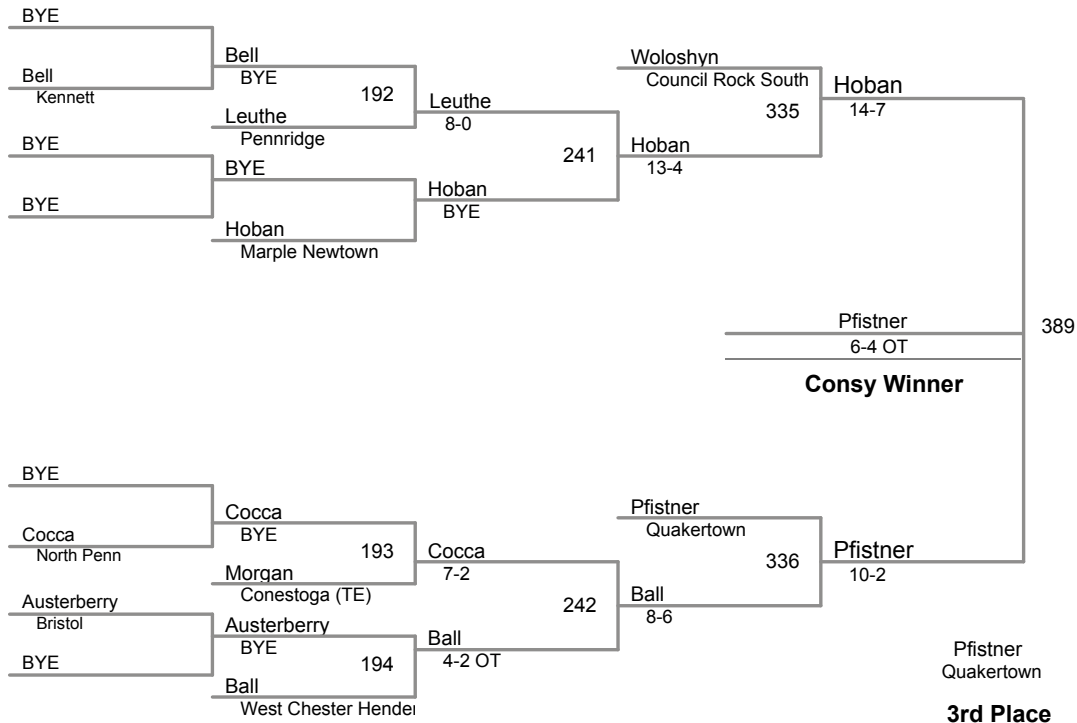 BYE
Bell
Kennett
BYE
BYE
Bell
BYE
192
Leuthe
Pennridge
BYE
Hoban
Marple Newtown
Leuthe
8-0
241
Hoban
BYE
Woloshyn
Council Rock South
335
Hoban
13-4
Hoban
14-7
Pfistner
6-4 OT
389
Consy Winner
BYE
Cocca
North Penn
Austerberry
Bristol
BYE
Cocca
BYE
193
Morgan
Conestoga (TE)
Austerberry
BYE
194
Ball
West Chester Hender
Cocca
7-2
242
Ball
4-2 OT
Pfistner
Quakertown
336
Ball
8-6
Pfistner
10-2
Pfistner
Quakertown
3rd Place